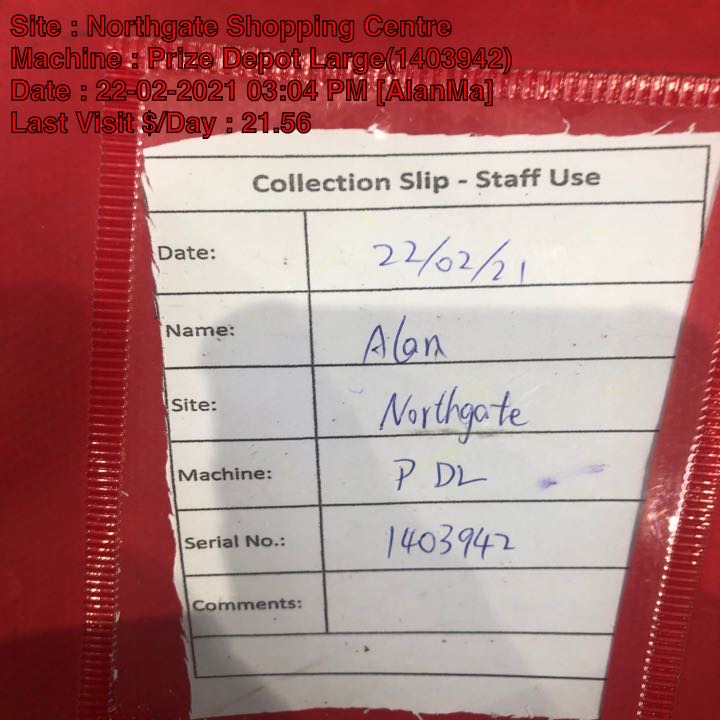 Site : Northgate Shopping Centre
Machine : Prize Depot Large(1403942)
Date : 22-02-2021 03:04 PM [AlanMa]
Last Visit $/Day : 21.56
Collection Slip - Staff Use
Date: 22/02/21
Name: Alan
Site: Northgate
Machine: P DL
Serial No.: 1403942
Comments: